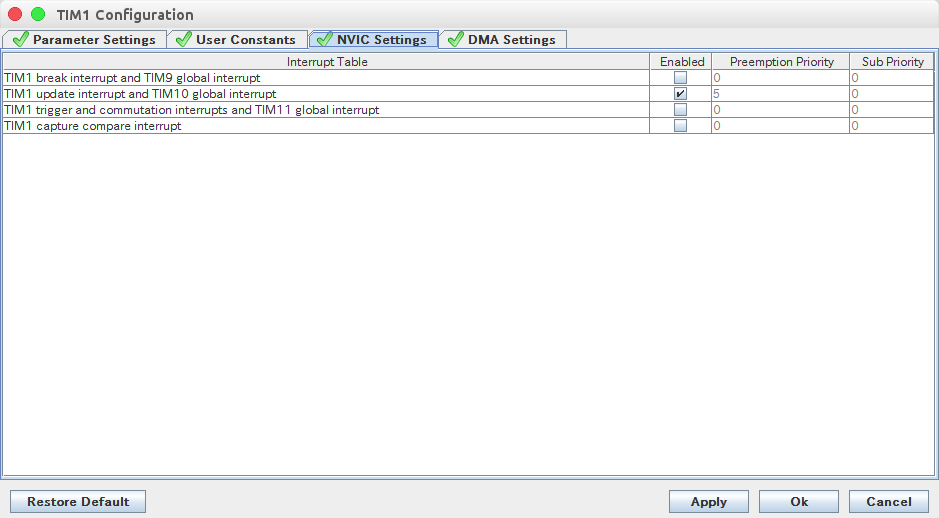 TIM1 Configuration
Parameter Settings User Constants NVIC Settings DMA Settings
Interrupt Table Enabled Preemption Priority Sub Priority
TIM1 break interrupt and TIM9 global interrupt 0 0
TIM1 update interrupt and TIM10 global interrupt 5 0
TIM1 trigger and commutation interrupts and TIM11 global interrupt 0 0
TIM1 capture compare interrupt 0 0
Restore Default Apply Ok Cancel